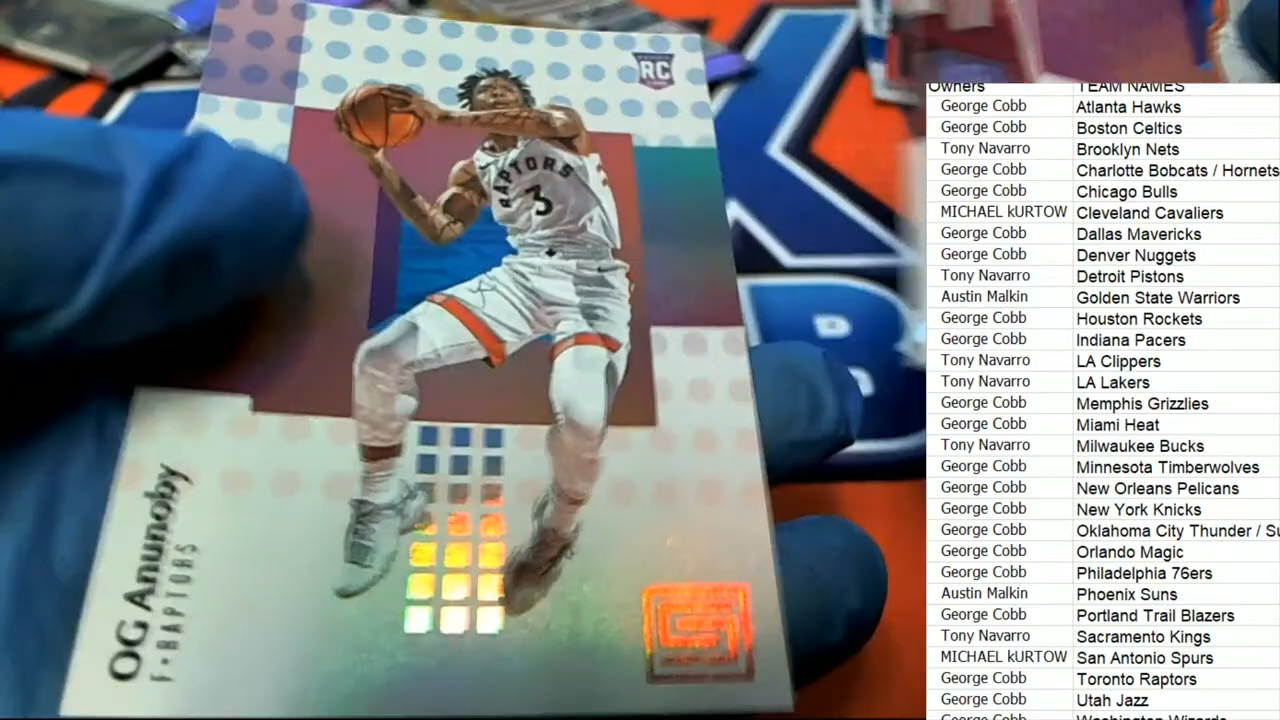 RC
RAPTORS
3
OG Anunoby
F•RAPTORS
Owners TEAM NAMES
George Cobb Atlanta Hawks
George Cobb Boston Celtics
Tony Navarro Brooklyn Nets
George Cobb Charlotte Bobcats / Hornets
George Cobb Chicago Bulls
MICHAEL kURTOW Cleveland Cavaliers
George Cobb Dallas Mavericks
George Cobb Denver Nuggets
Tony Navarro Detroit Pistons
Austin Malkin Golden State Warriors
George Cobb Houston Rockets
George Cobb Indiana Pacers
Tony Navarro LA Clippers
Tony Navarro LA Lakers
George Cobb Memphis Grizzlies
George Cobb Miami Heat
Tony Navarro Milwaukee Bucks
George Cobb Minnesota Timberwolves
George Cobb New Orleans Pelicans
George Cobb New York Knicks
George Cobb Oklahoma City Thunder / Su
George Cobb Orlando Magic
George Cobb Philadelphia 76ers
Austin Malkin Phoenix Suns
George Cobb Portland Trail Blazers
Tony Navarro Sacramento Kings
MICHAEL kURTOW San Antonio Spurs
George Cobb Toronto Raptors
George Cobb Utah Jazz
George Cobb Washington Wizards